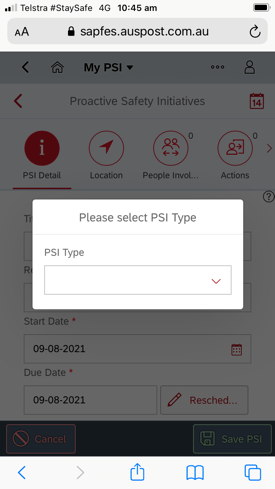 Telstra #StaySafe 4G 10:45 am
AA sapfes.auspost.com.au
My PSI
Proactive Safety Initiatives 14
0 0
PSI Detail Location People Invol... Actions
Please select PSI Type
PSI Type
Start Date *
09-08-2021
Due Date *
09-08-2021 Resched...
Cancel Save PSI